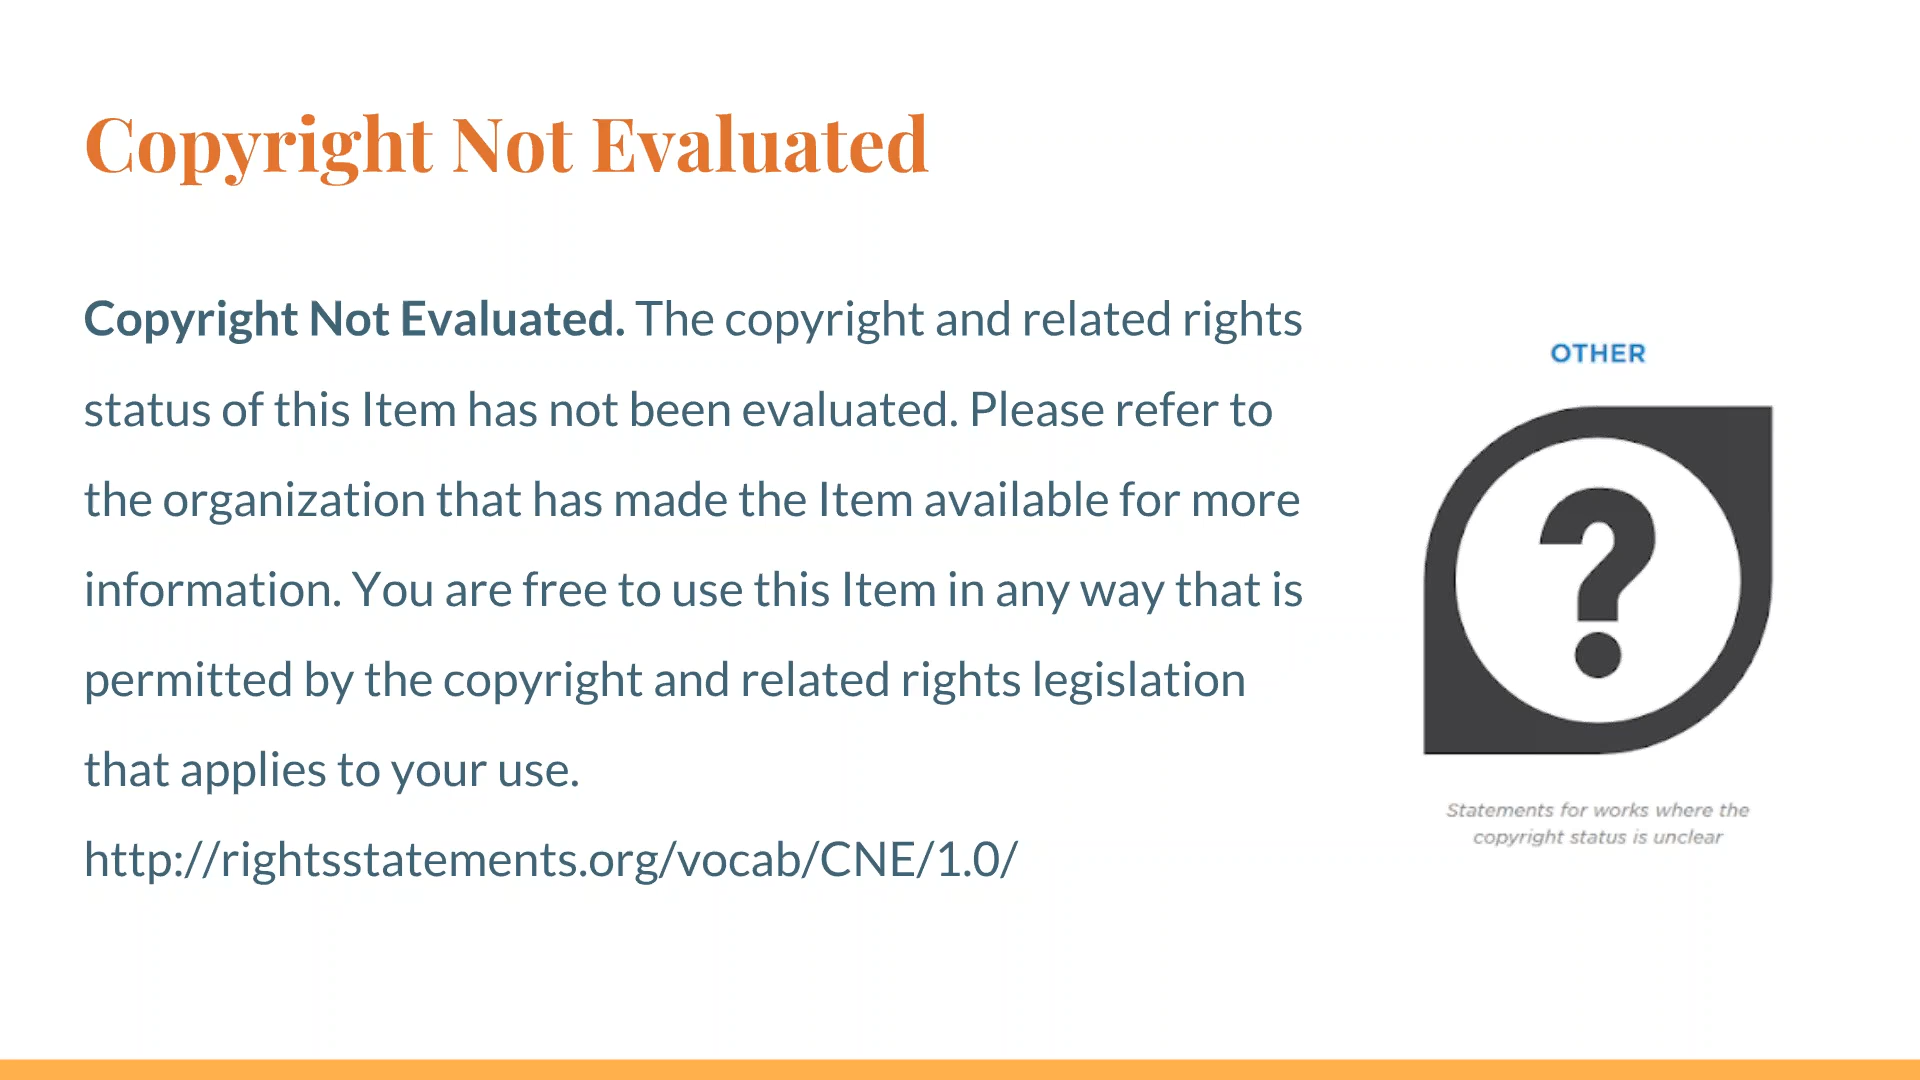 Copyright Not Evaluated
Copyright Not Evaluated. The copyright and related rights
status of this Item has not been evaluated. Please refer to
the organization that has made the Item available for more
information. You are free to use this Item in any way that is
permitted by the copyright and related rights legislation
that applies to your use.
http://rightsstatements.org/vocab/CNE/1.0/
OTHER
?
Statements for works where the
copyright status is unclear